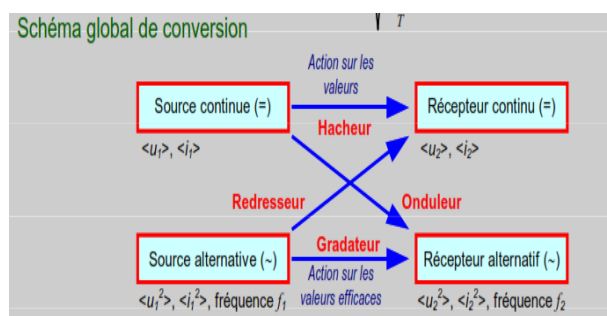 Schéma global de conversion
T
Action sur les
valeurs
Source continue (=)
Récepteur continu (=)
Hacheur
<u₁>, <i₁>
<u₂>, <i₂>
Redresseur
Onduleur
Gradateur
Source alternative (~)
Récepteur alternatif (~)
Action sur les
valeurs efficaces
<u₁²>, <i₁²>, fréquence f₁
<u₂²>, <i₂²>, fréquence f₂